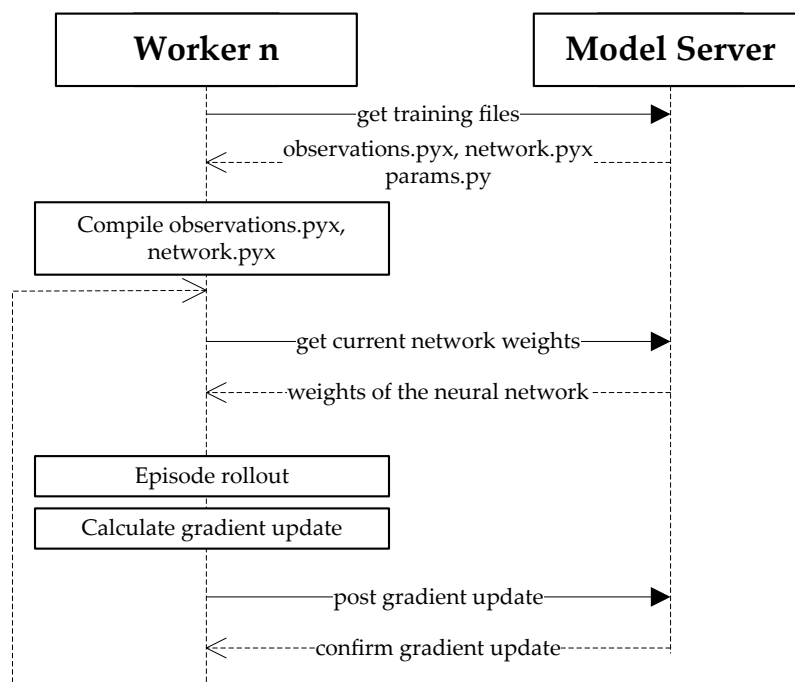 Worker n
Model Server
get training files
observations.pyx, network.pyx
params.py
Compile observations.pyx,
network.pyx
get current network weights
weights of the neural network
Episode rollout
Calculate gradient update
post gradient update
confirm gradient update